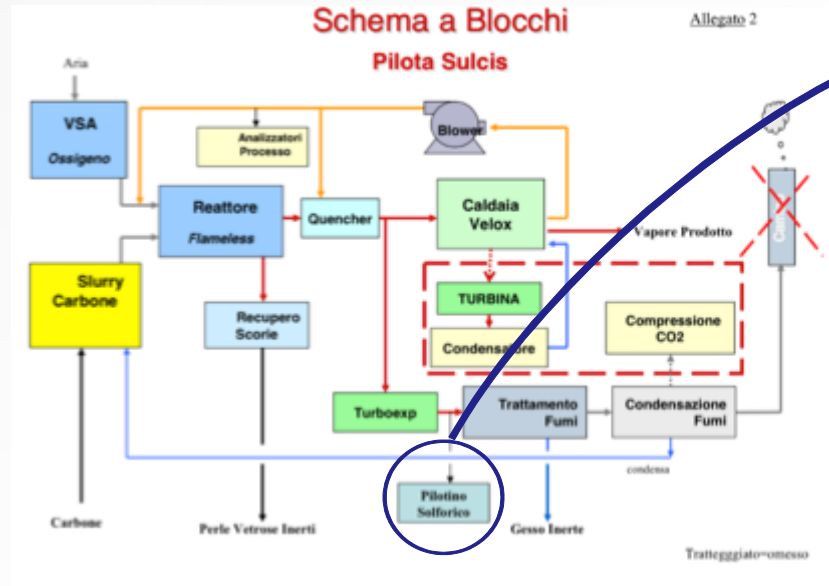 Schema a Blocchi
Allegato 2
Pilota Sulcis
Aria
VSA
Ossigeno
Analizzatori
Processo
Blower
Reattore
Flameless
Quencher
Caldaia
Velox
Vapore Prodotto
Slurry
Carbone
Recupero
Scorie
TURBINA
Condensatore
Compressione
CO2
Turboexp
Trattamento
Fumi
Condensazione
Fumi
condensa
Pilotino
Solforico
Carbone
Perle Vetrose Inerti
Gesso Inerte
Trattegggiato=omesso